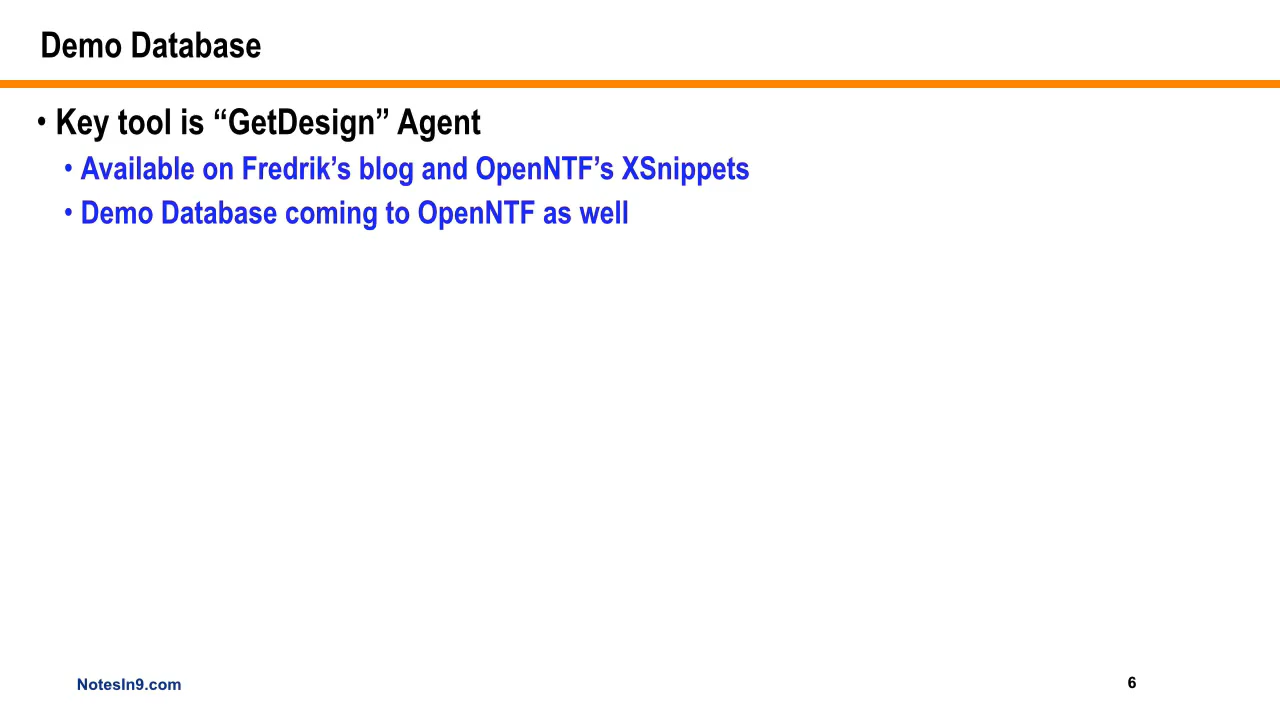 Demo Database
• Key tool is “GetDesign” Agent
• Available on Fredrik’s blog and OpenNTF’s XSnippets
• Demo Database coming to OpenNTF as well
NotesIn9.com
6